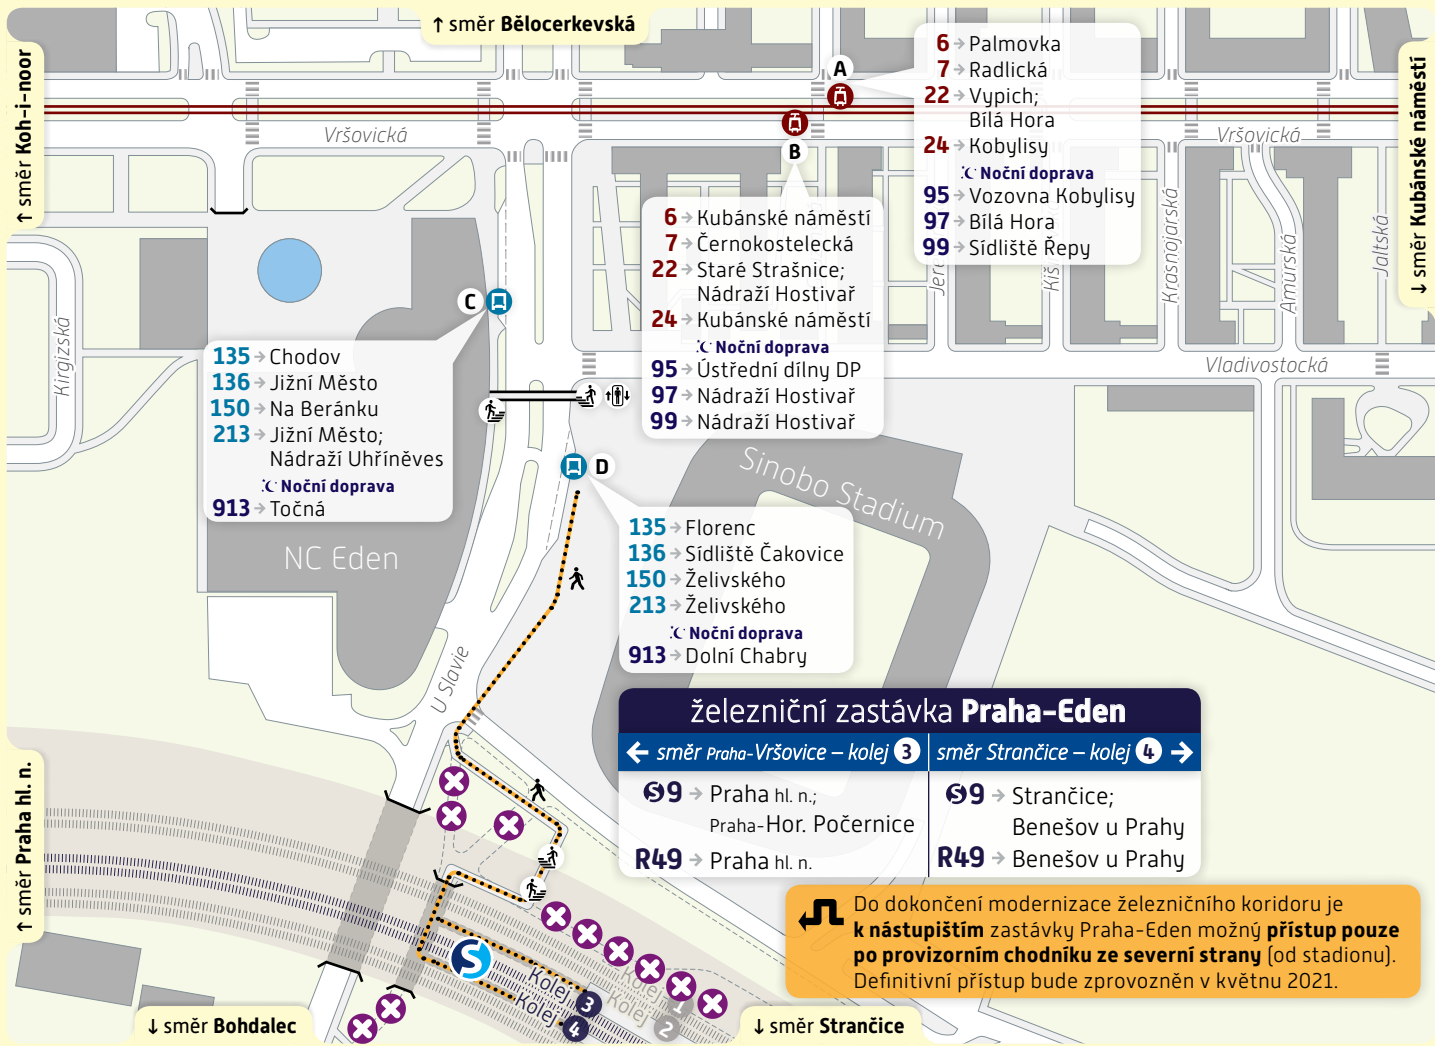 ↑ směr Bělocerkevská
↑ směr Koh-i-noor
↓ směr Kubánské náměstí
↑ směr Praha hl. n.
↓ směr Bohdalec
↓ směr Strančice
Vršovická
Vršovická
A
6 → Palmovka
7 → Radlická
22 → Vypich;
Bílá Hora
24 → Kobylisy
Noční doprava
95 → Vozovna Kobylisy
97 → Bílá Hora
99 → Sídliště Řepy
B
6 → Kubánské náměstí
7 → Černokostelecká
22 → Staré Strašnice;
Nádraží Hostivař
24 → Kubánské náměstí
Noční doprava
95 → Ústřední dílny DP
97 → Nádraží Hostivař
99 → Nádraží Hostivař
Krasnojarská
Amurská
Jaltská
Kirgizská
Vladivostocká
C
135 → Chodov
136 → Jižní Město
150 → Na Beránku
213 → Jižní Město;
Nádraží Uhříněves
Noční doprava
913 → Točná
NC Eden
Sinobo Stadium
D
135 → Florenc
136 → Sídliště Čakovice
150 → Želivského
213 → Želivského
Noční doprava
913 → Dolní Chabry
U Slavie
železniční zastávka Praha-Eden
← směr Praha-Vršovice – kolej 3
směr Strančice – kolej 4 →
S9 → Praha hl. n.;
Praha-Hor. Počernice
R49 → Praha hl. n.
S9 → Strančice;
Benešov u Prahy
R49 → Benešov u Prahy
Do dokončení modernizace železničního koridoru je
k nástupištím zastávky Praha-Eden možný přístup pouze
po provizorním chodníku ze severní strany (od stadionu).
Definitivní přístup bude zprovozněn v květnu 2021.
S
Kolej 3
Kolej 4
Kolej 1
Kolej 2